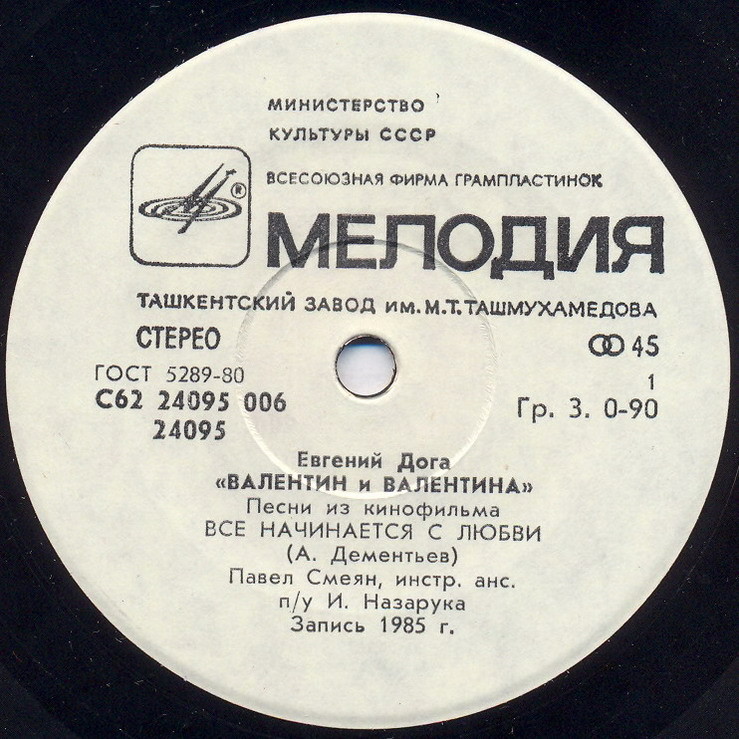 МИНИСТЕРСТВО
КУЛЬТУРЫ СССР
ВСЕСОЮЗНАЯ ФИРМА ГРАМПЛАСТИНОК
®
МЕЛОДИЯ
ТАШКЕНТСКИЙ ЗАВОД ИМ. М.Т. ТАШМУХАМЕДОВА
СТЕРЕО 45
ГОСТ 5289-80 1
С62 24095 006 Гр. 3. 0-90
24095
Евгений Дога
«ВАЛЕНТИН и ВАЛЕНТИНА»
Песни из кинофильма
ВСЕ НАЧИНАЕТСЯ С ЛЮБВИ
(А. Дементьев)
Павел Смеян, инстр. анс.
п/у И. Назарука
Запись 1985 г.